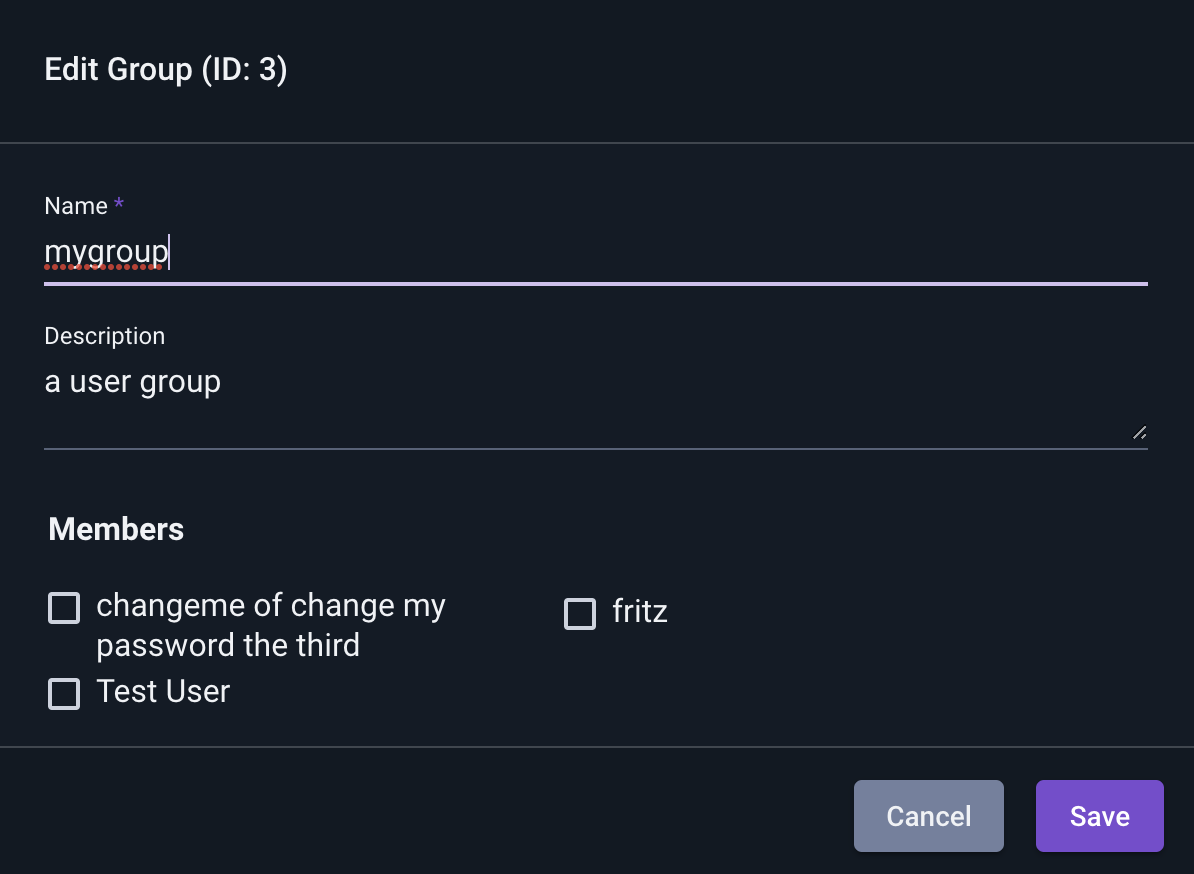 Edit Group (ID: 3)
Name *
mygroup
Description
a user group
Members
changeme of change my
password the third
fritz
Test User
Cancel
Save